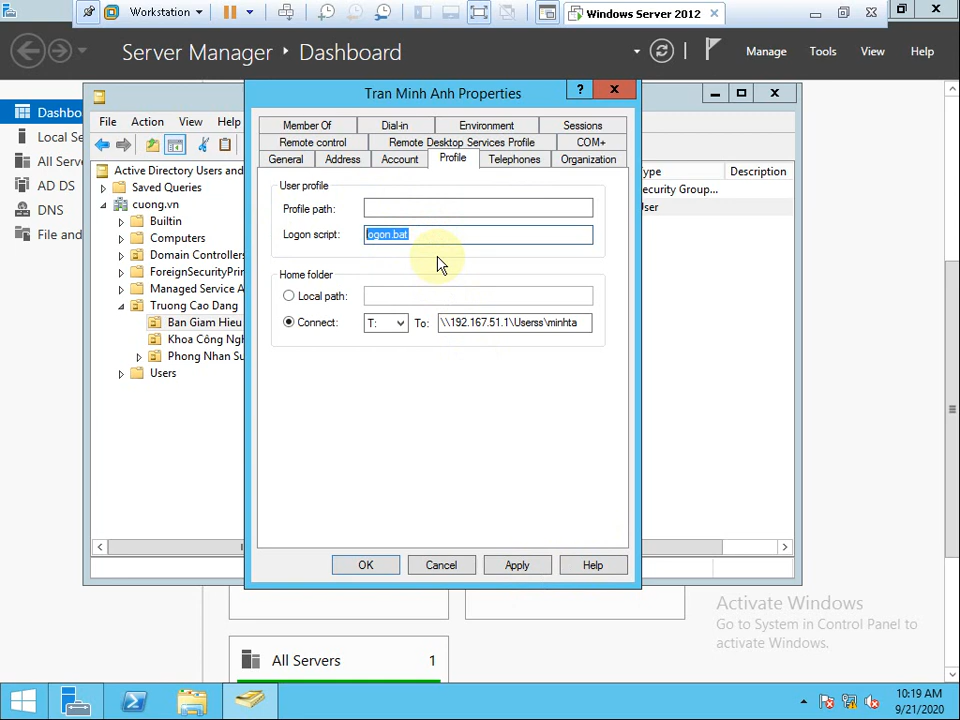 Workstation
Windows Server 2012
Server Manager
Dashboard
Manage
Tools
View
Help
Dashbo
Local Se
All Serve
AD DS
DNS
File and
File
Action
View
Help
Active Directory Users and
Saved Queries
cuong.vn
Builtin
Computers
Domain Controllers
ForeignSecurityPrin
Managed Service A
Truong Cao Dang
Ban Giam Hieu
Khoa Công Ngh
Phong Nhan Su
Users
ype
Description
ecurity Group...
ser
Tran Minh Anh Properties
?
Member Of
Dial-in
Environment
Sessions
Remote control
Remote Desktop Services Profile
COM+
General
Address
Account
Profile
Telephones
Organization
User profile
Profile path:
Logon script:
ogon.bat
Home folder
Local path:
Connect:
T:
To:
\\192.167.51.1\Userss\minhta
OK
Cancel
Apply
Help
All Servers
1
Activate Windows
Go to System in Control Panel to
activate Windows.
10:19 AM
9/21/2020